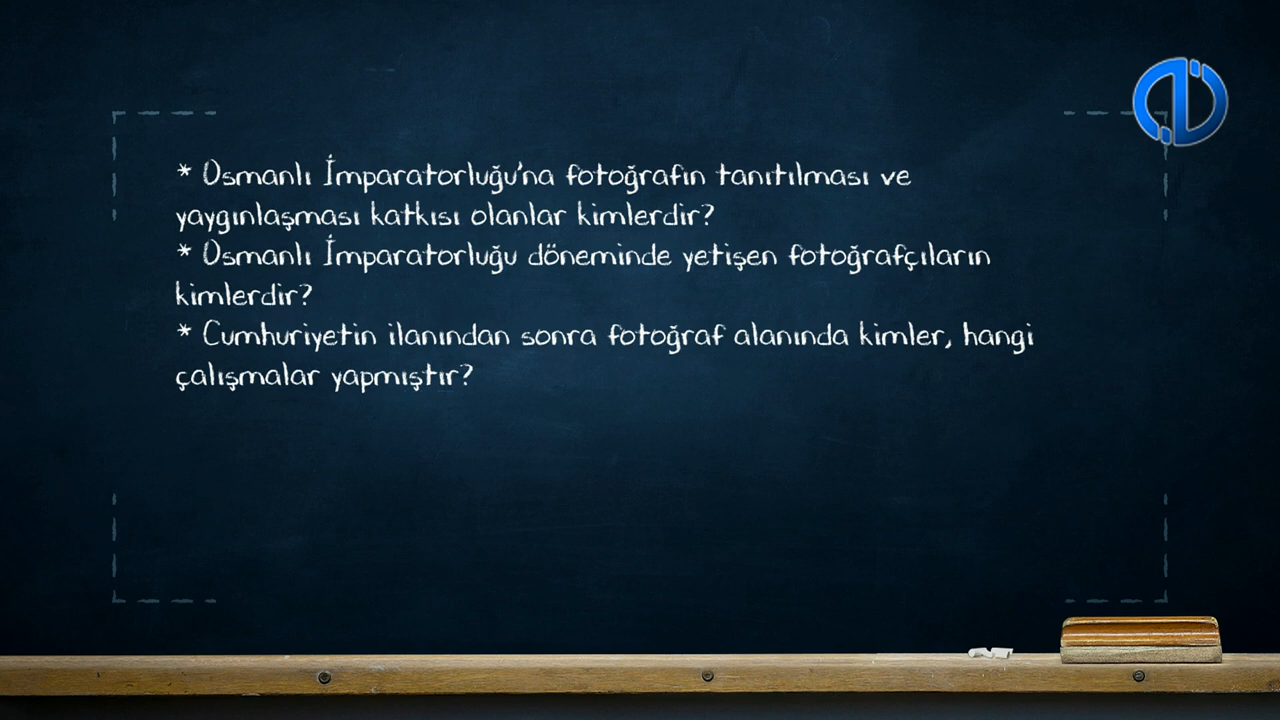 * Osmanlı İmparatorluğu'na fotoğrafın tanıtılması ve
yaygınlaşması katkısı olanlar kimlerdir?
* Osmanlı İmparatorluğu döneminde yetişen fotoğrafçıların
kimlerdir?
* Cumhuriyetin ilanından sonra fotoğraf alanında kimler, hangi
çalışmalar yapmıştır?